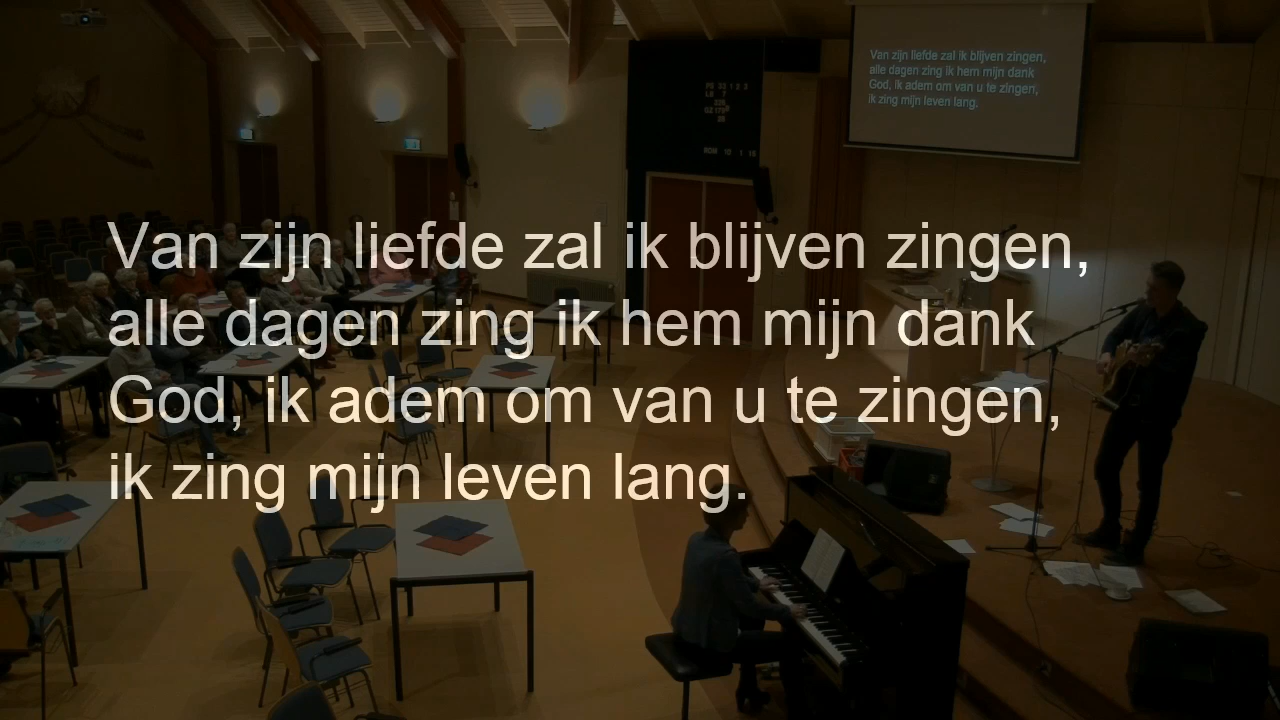 Van zijn liefde zal ik blijven zingen,
alle dagen zing ik hem mijn dank
God, ik adem om van u te zingen,
ik zing mijn leven lang.
Van zijn liefde zal ik blijven zingen,
alle dagen zing ik hem mijn dank
God, ik adem om van u te zingen,
ik zing mijn leven lang.